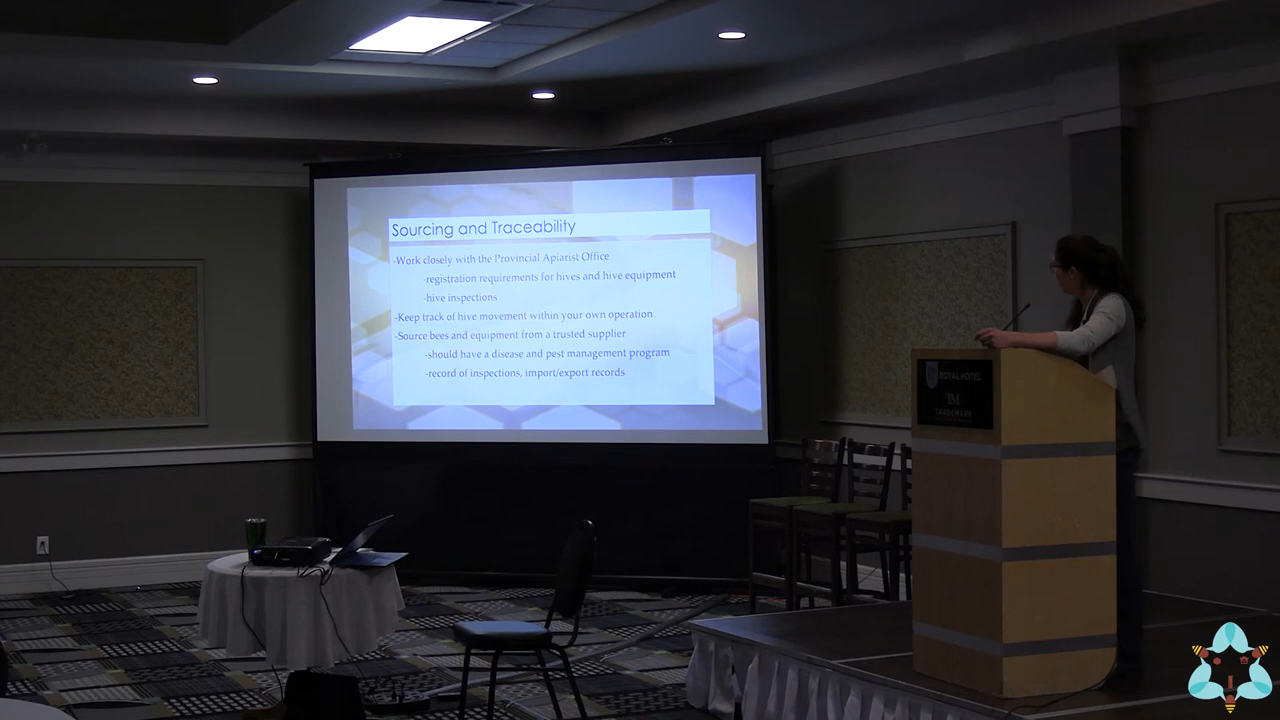 Sourcing and Traceability
-Work closely with the Provincial Apiarist Office
-registration requirements for hives and hive equipment
-hive inspections
-Keep track of hive movement within your own operation
-Source bees and equipment from a trusted supplier
-should have a disease and pest management program
-record of inspections, import/export records
ROYAL HOTEL
TM
TRADEMARK